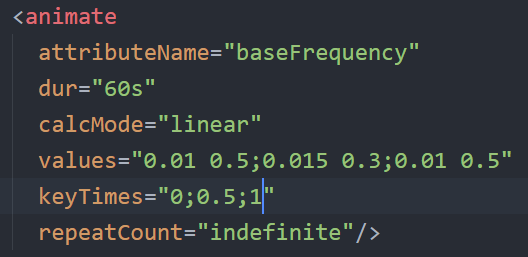 <animate
attributeName="baseFrequency"
dur="60s"
calcMode="linear"
values="0.01 0.5;0.015 0.3;0.01 0.5"
keyTimes="0;0.5;1"
repeatCount="indefinite"/>